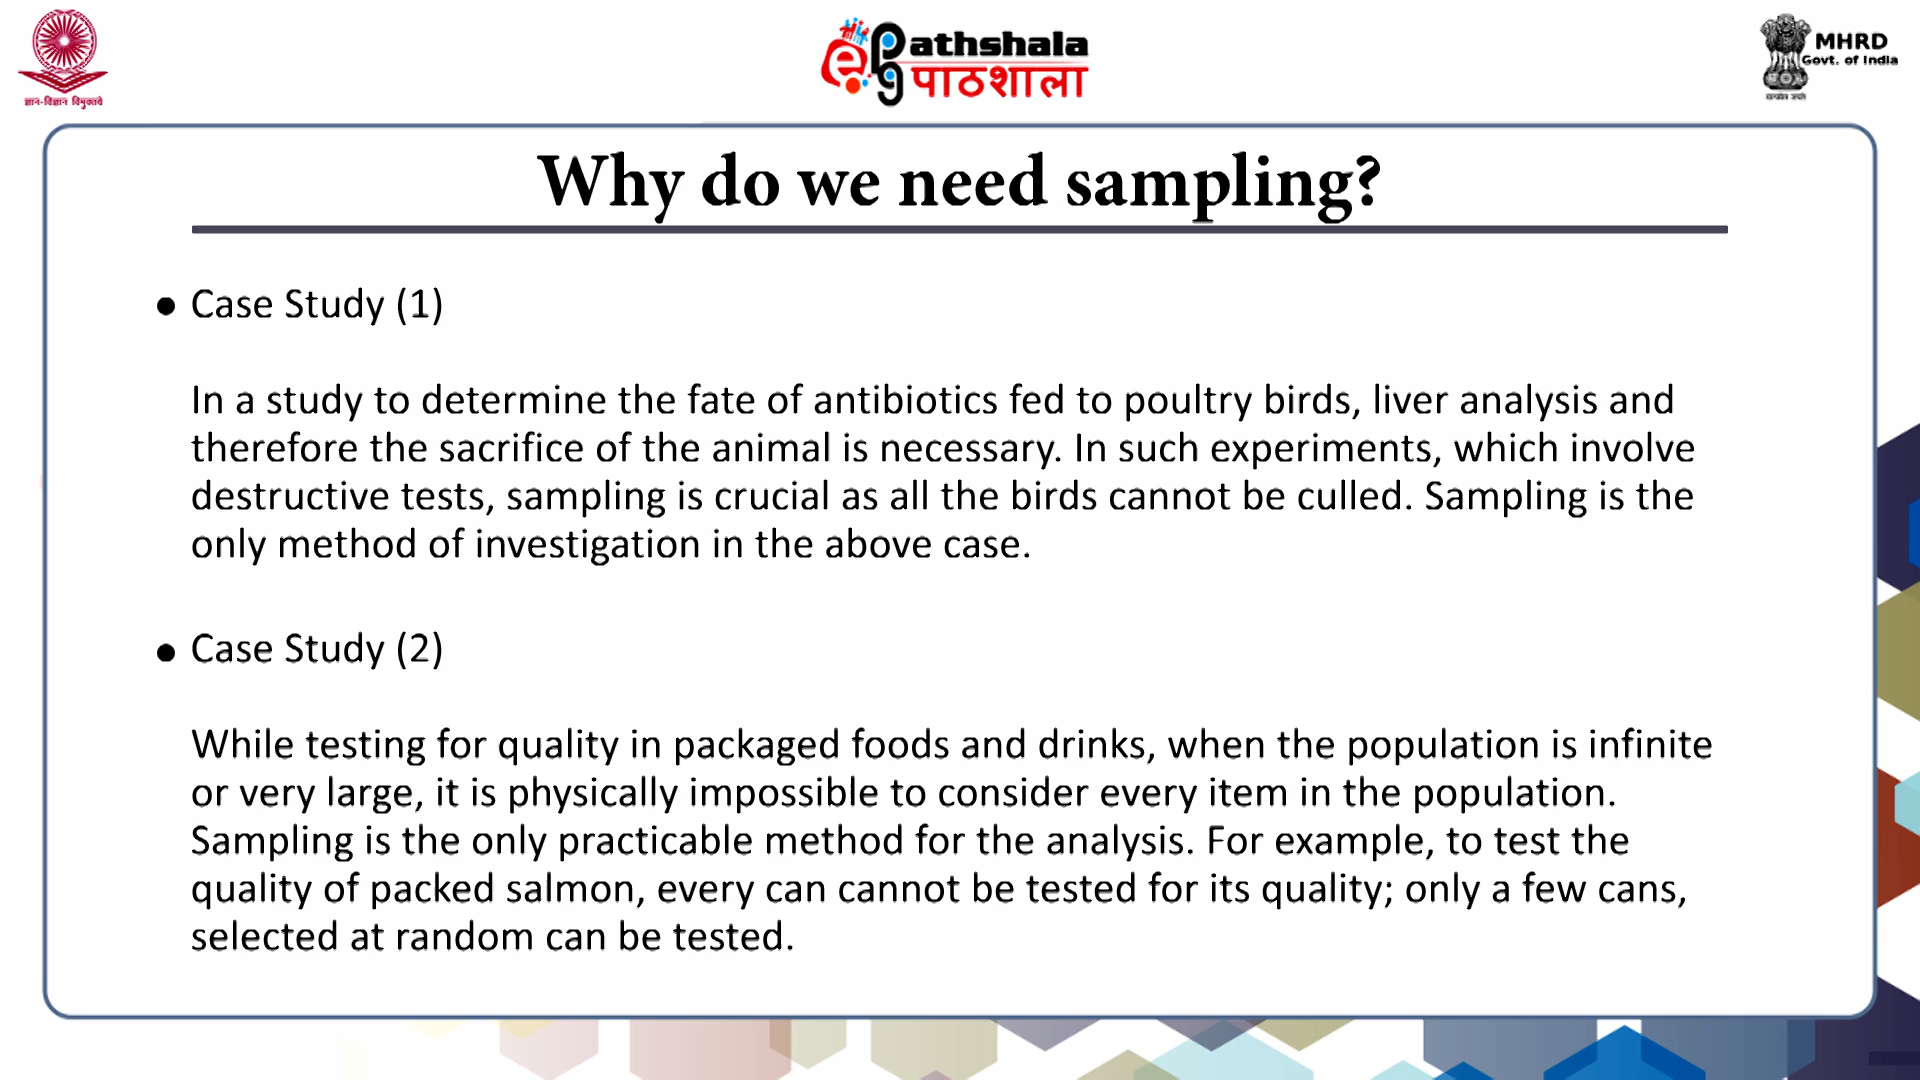 ज्ञान-विज्ञान विमुक्तये
e pg athshala
पाठशाला
MHRD
Govt. of India
सत्यमेव जयते
Why do we need sampling?
• Case Study (1)
In a study to determine the fate of antibiotics fed to poultry birds, liver analysis and
therefore the sacrifice of the animal is necessary. In such experiments, which involve
destructive tests, sampling is crucial as all the birds cannot be culled. Sampling is the
only method of investigation in the above case.
• Case Study (2)
While testing for quality in packaged foods and drinks, when the population is infinite
or very large, it is physically impossible to consider every item in the population.
Sampling is the only practicable method for the analysis. For example, to test the
quality of packed salmon, every can cannot be tested for its quality; only a few cans,
selected at random can be tested.